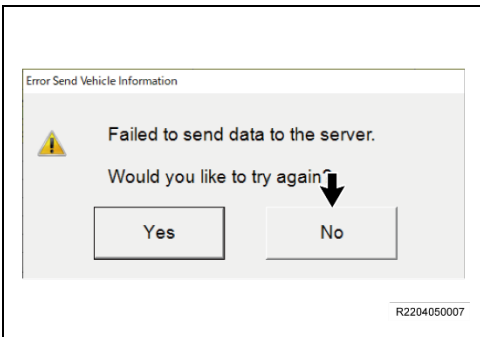 Error Send Vehicle Information
Failed to send data to the server.
Would you like to try again?
Yes
No
R2204050007